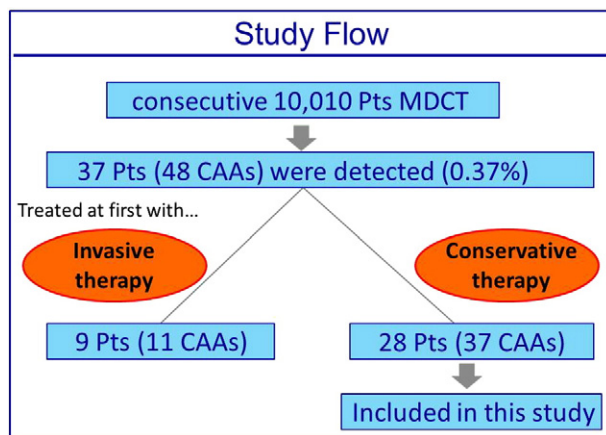 Study Flow
consecutive 10,010 Pts MDCT
37 Pts (48 CAAs) were detected (0.37%)
Treated at first with...
Invasive
therapy
Conservative
therapy
9 Pts (11 CAAs)
28 Pts (37 CAAs)
Included in this study